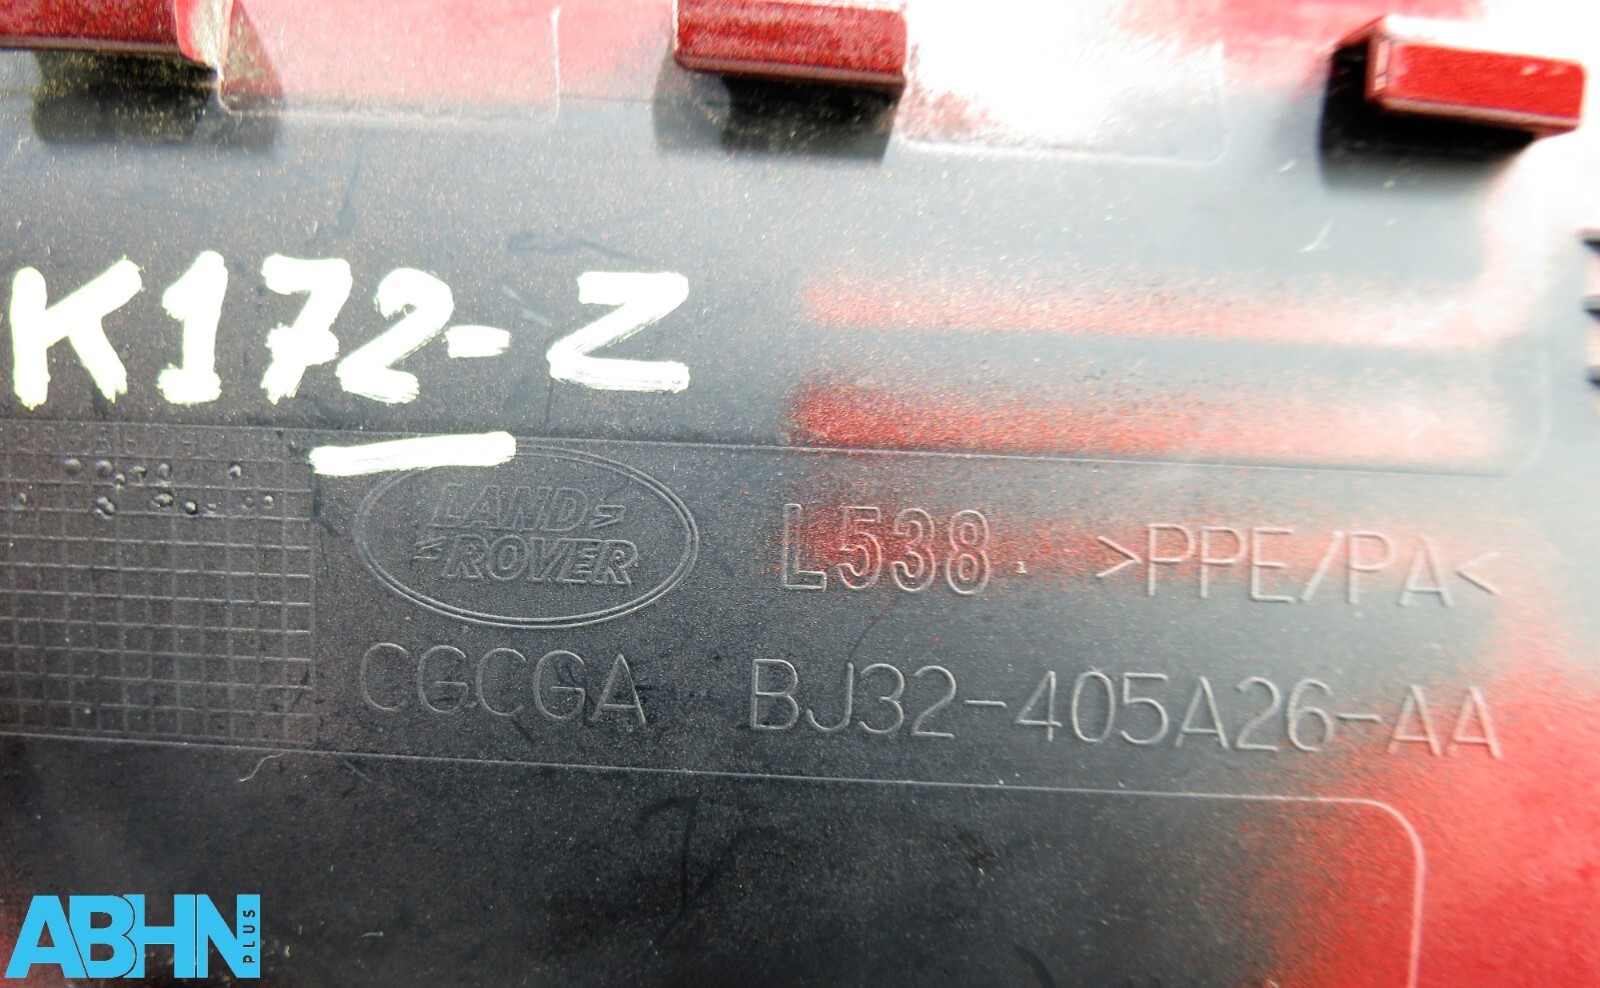 K172-Z
LAND
ROVER
L538 >PPE/PA<
CGCGA BJ32-405A26-AA
ABHN PLUS